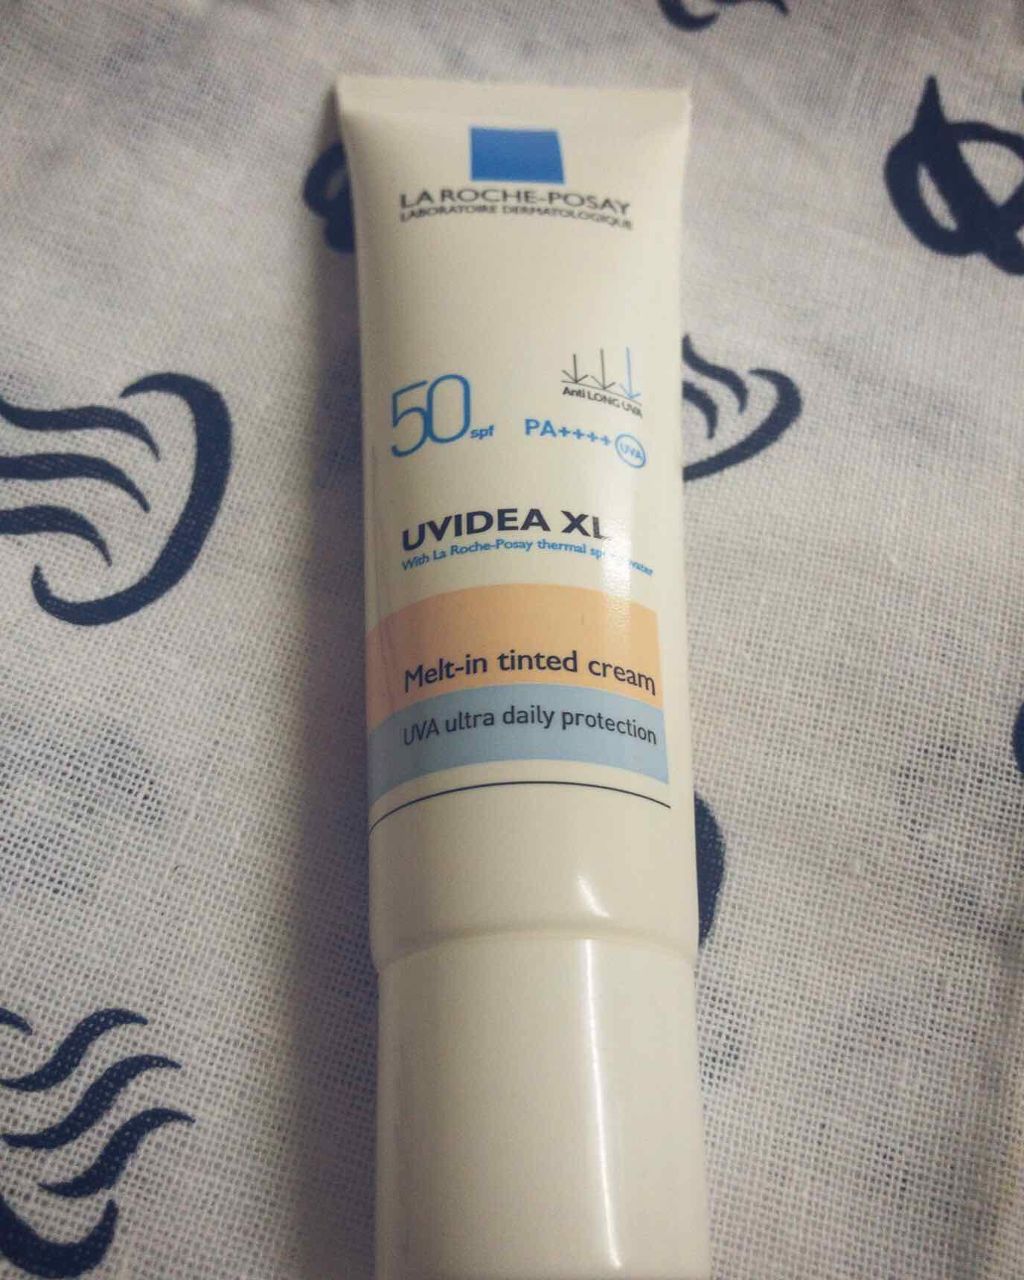 LA ROCHE-POSAY
LABORATOIRE DERMATOLOGIQUE
Anti LONG UVA
50 spf
PA++++ UVA
UVIDEA XL
With La Roche-Posay thermal water
Melt-in tinted cream
UVA ultra daily protection